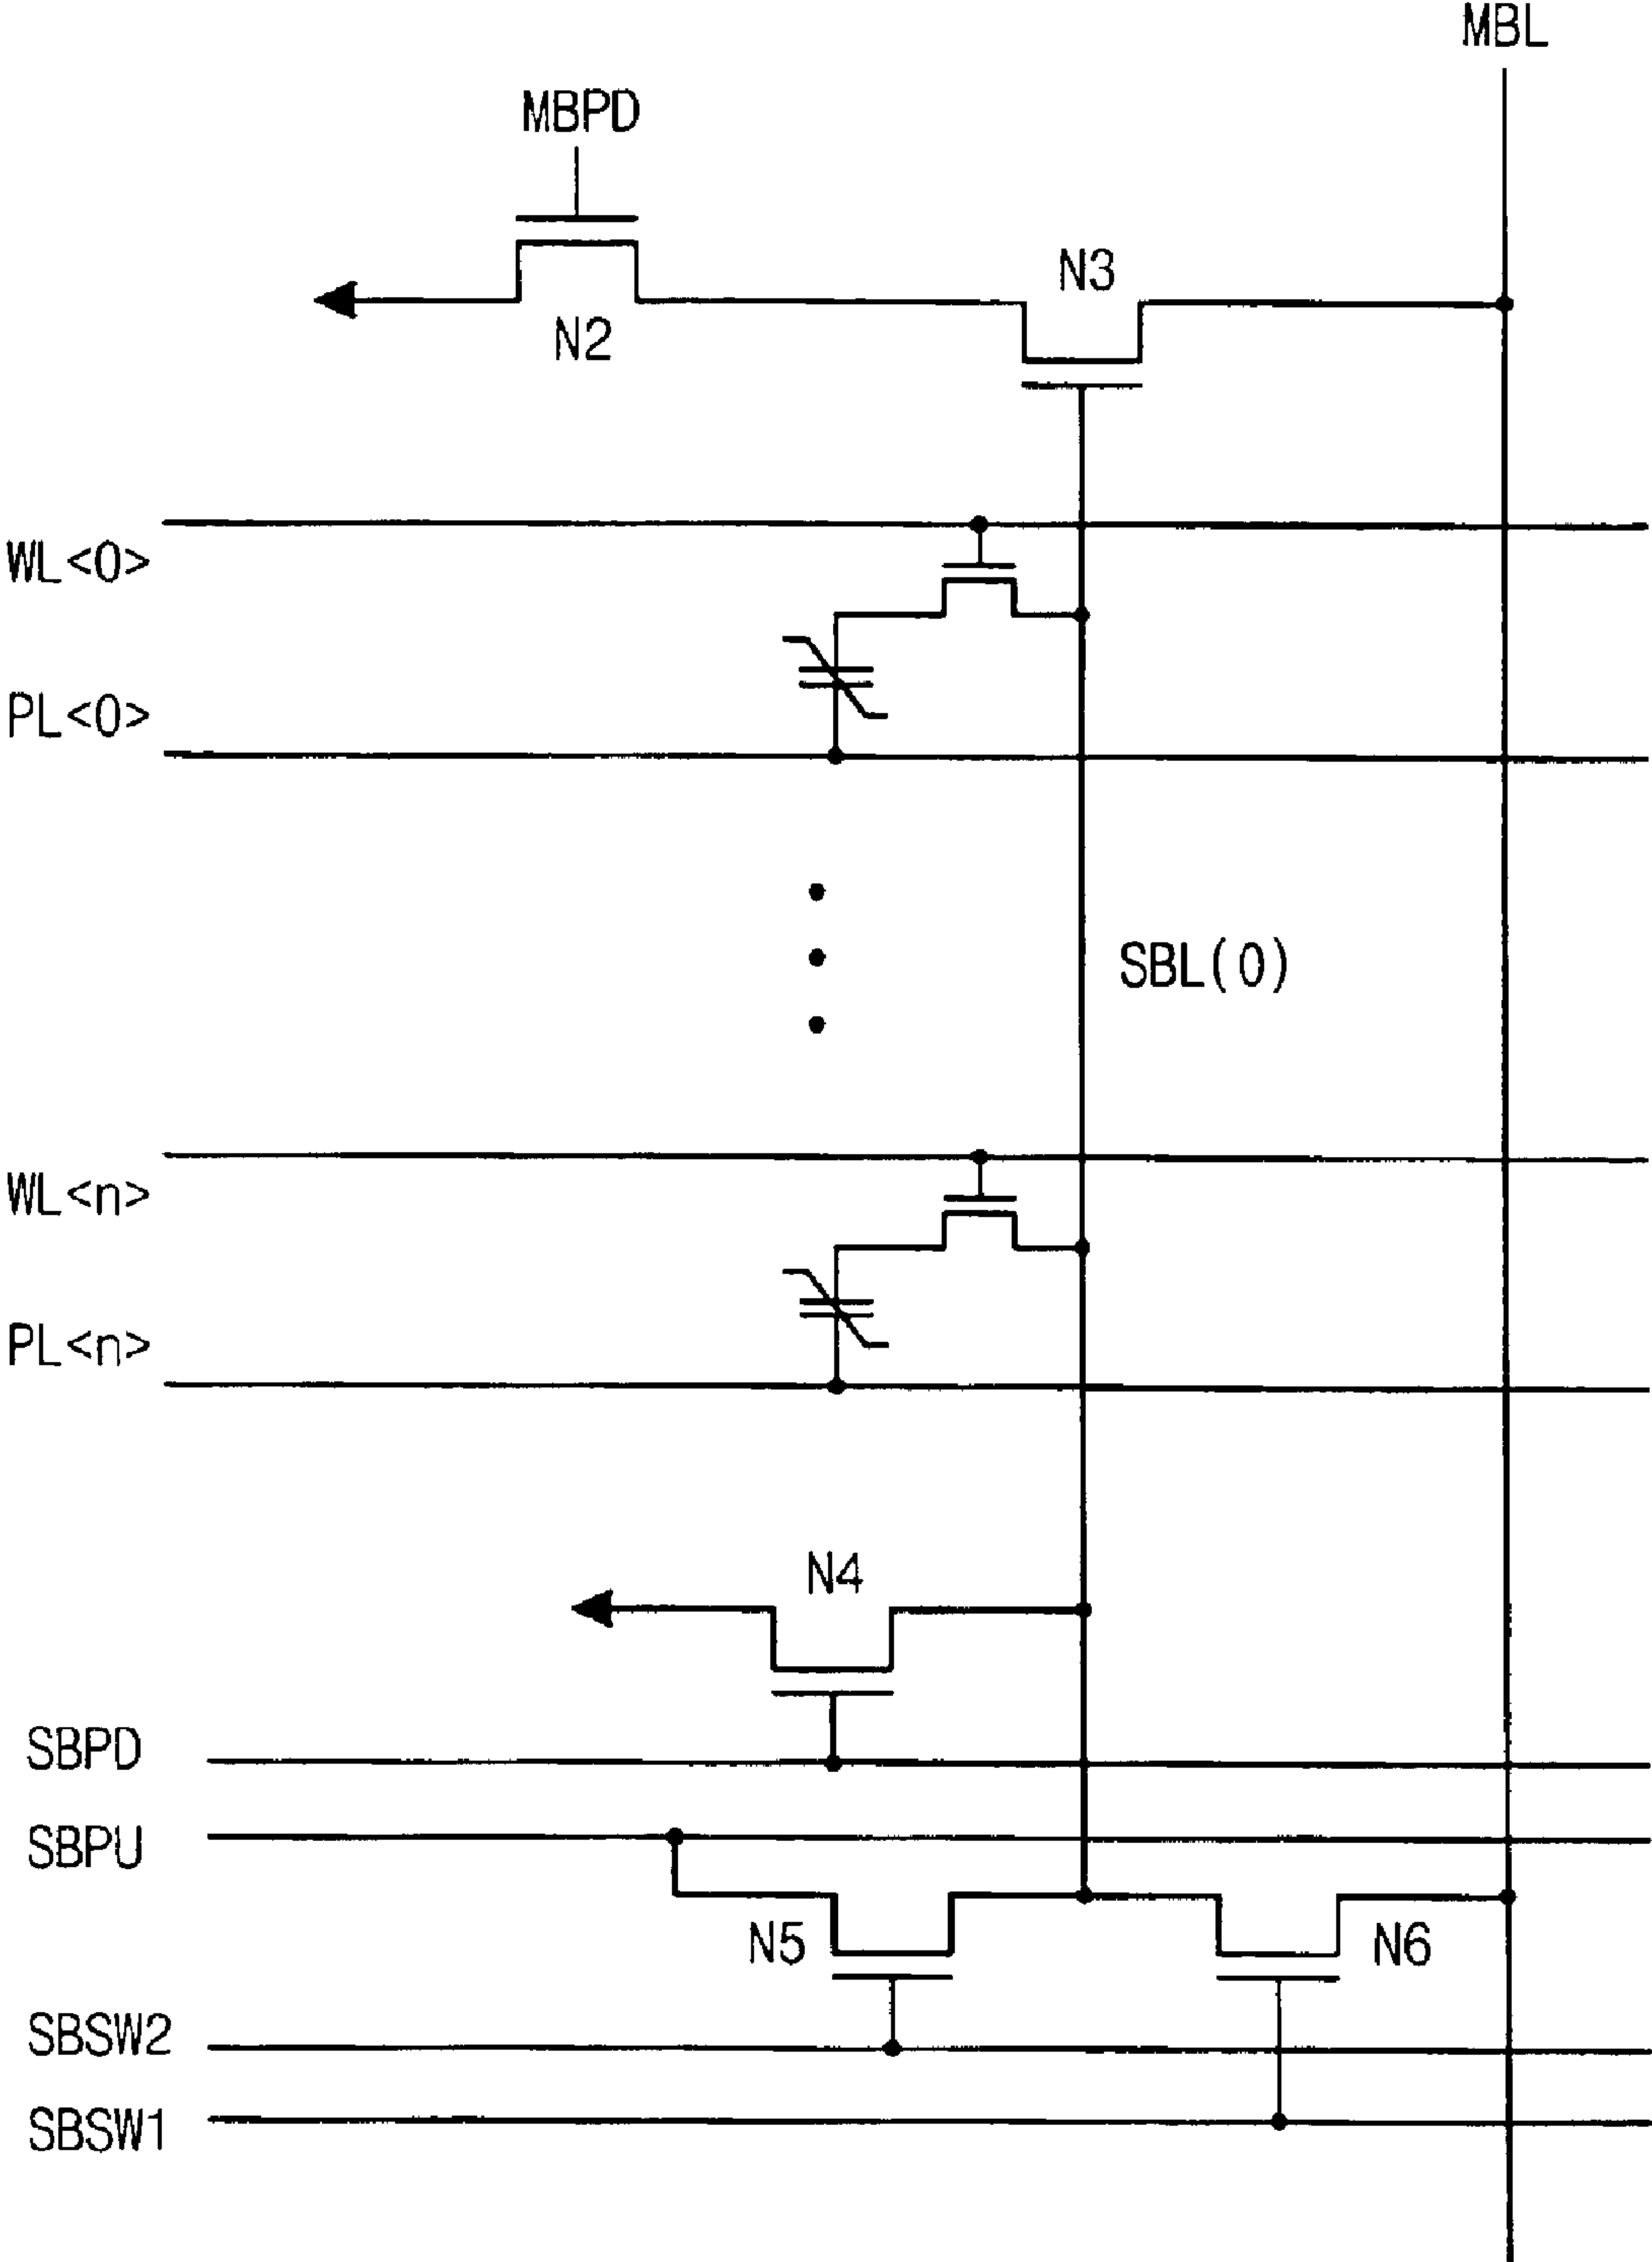 MBL
MBPD
N3
N2
WL<0>
PL<0>
SBL(0)
WL<n>
PL<n>
N4
SBPD
SBPU
N5
N6
SBSW2
SBSW1